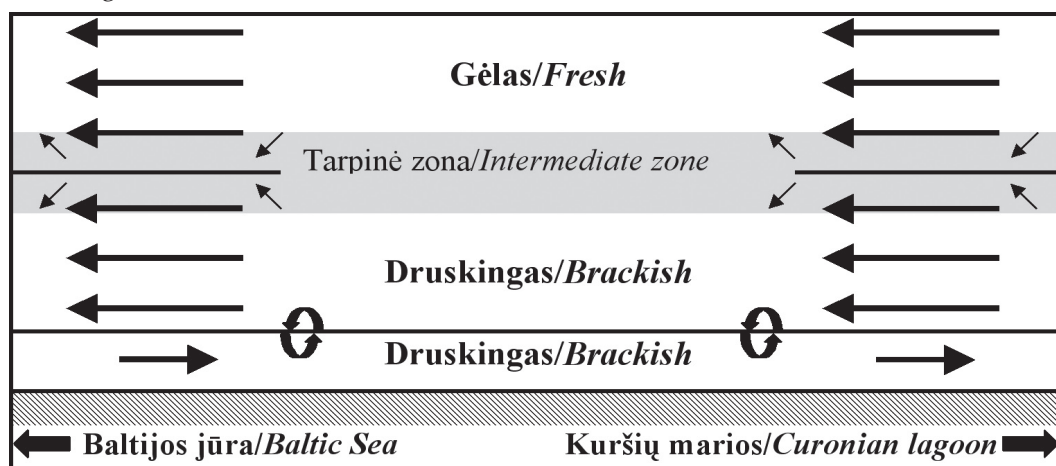 Gėlas/Fresh
Tarpinė zona/Intermediate zone
Druskingas/Brackish
Druskingas/Brackish
Baltijos jūra/Baltic Sea Kuršių marios/Curonian lagoon